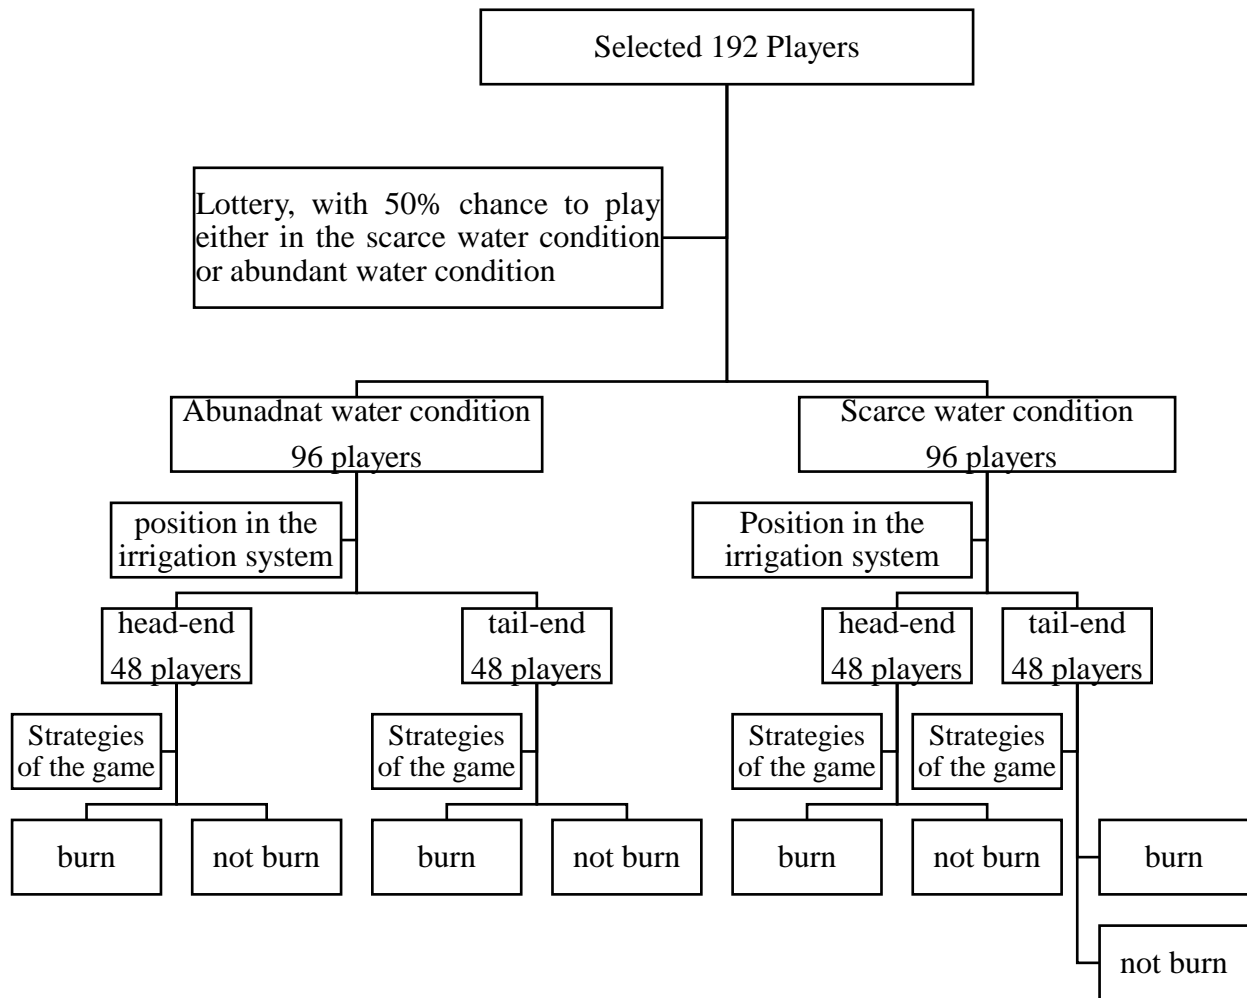 Selected 192 Players
Lottery, with 50% chance to play
either in the scarce water condition
or abundant water condition
Abunadnat water condition
96 players
Scarce water condition
96 players
position in the
irrigation system
Position in the
irrigation system
head-end
48 players
tail-end
48 players
head-end
48 players
tail-end
48 players
Strategies
of the game
Strategies
of the game
Strategies
of the game
Strategies
of the game
burn
not burn
burn
not burn
burn
not burn
burn
not burn